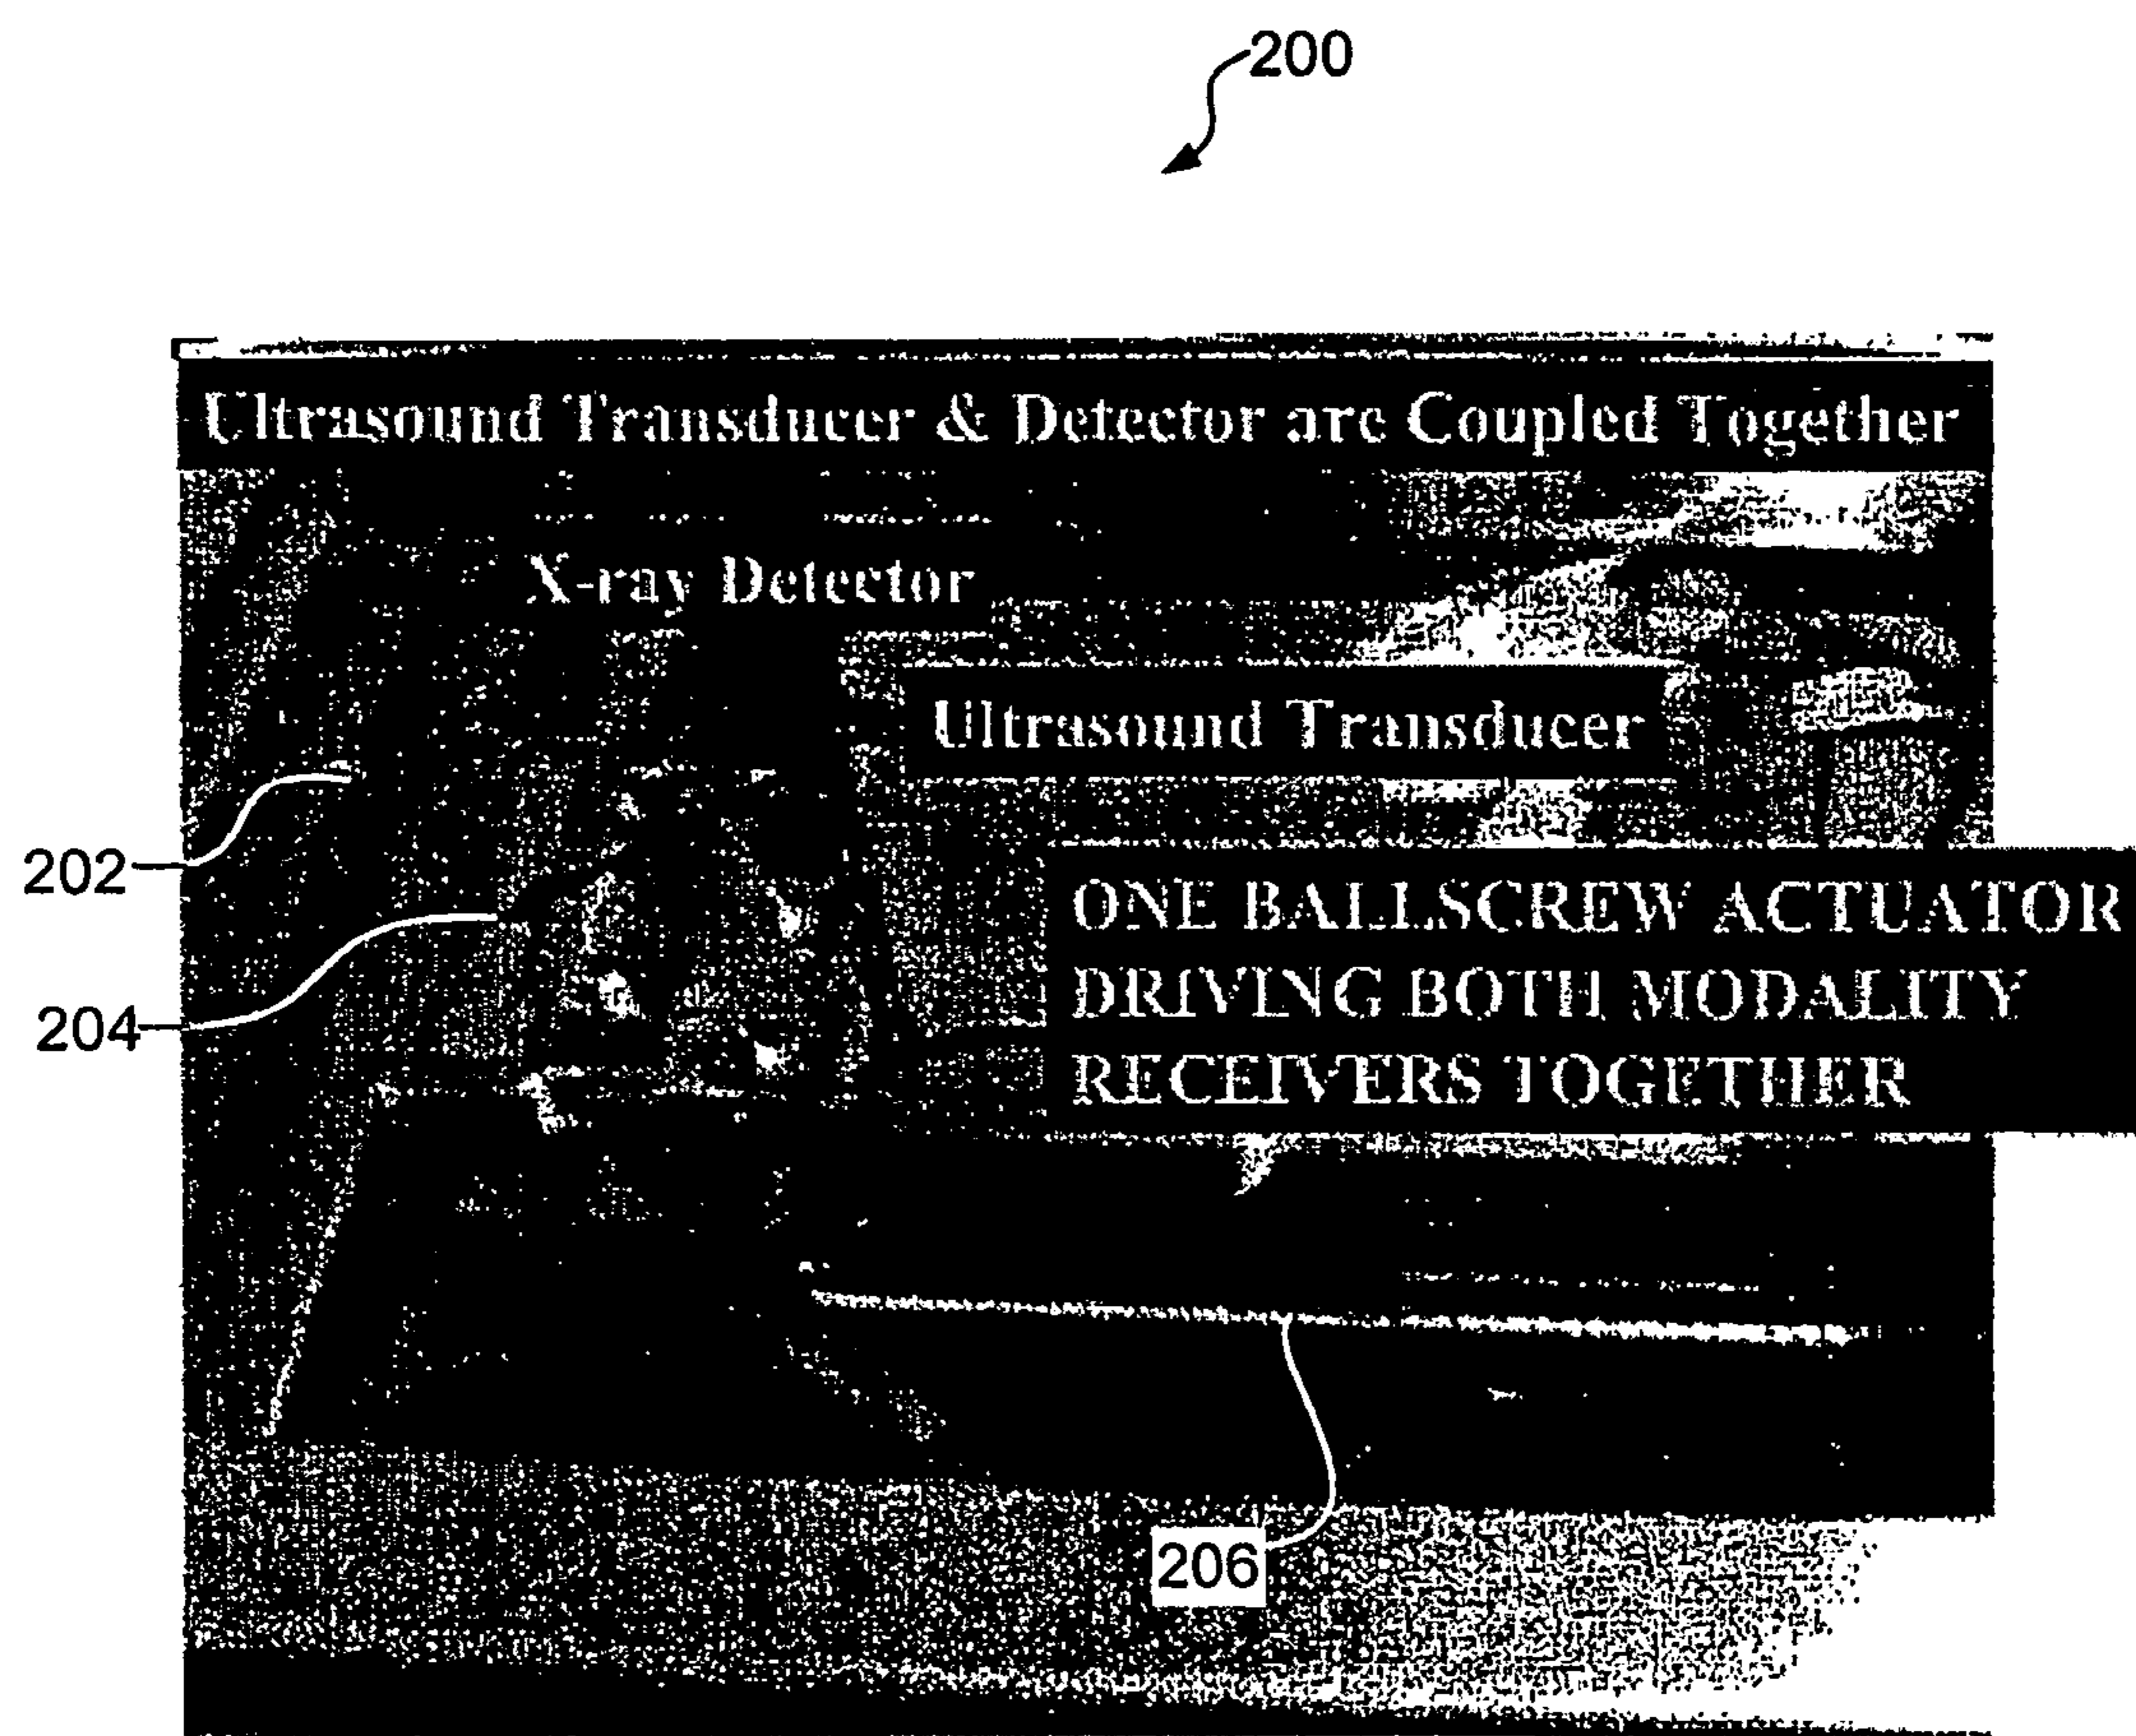 200
Ultrasound Transducer & Detector are Coupled Together
X-ray Detector
Ultrasound Transducer
202
ONE BALLSCREW ACTUATOR
DRIVING BOTH MODALITY
RECEIVERS TOGETHER
204
206